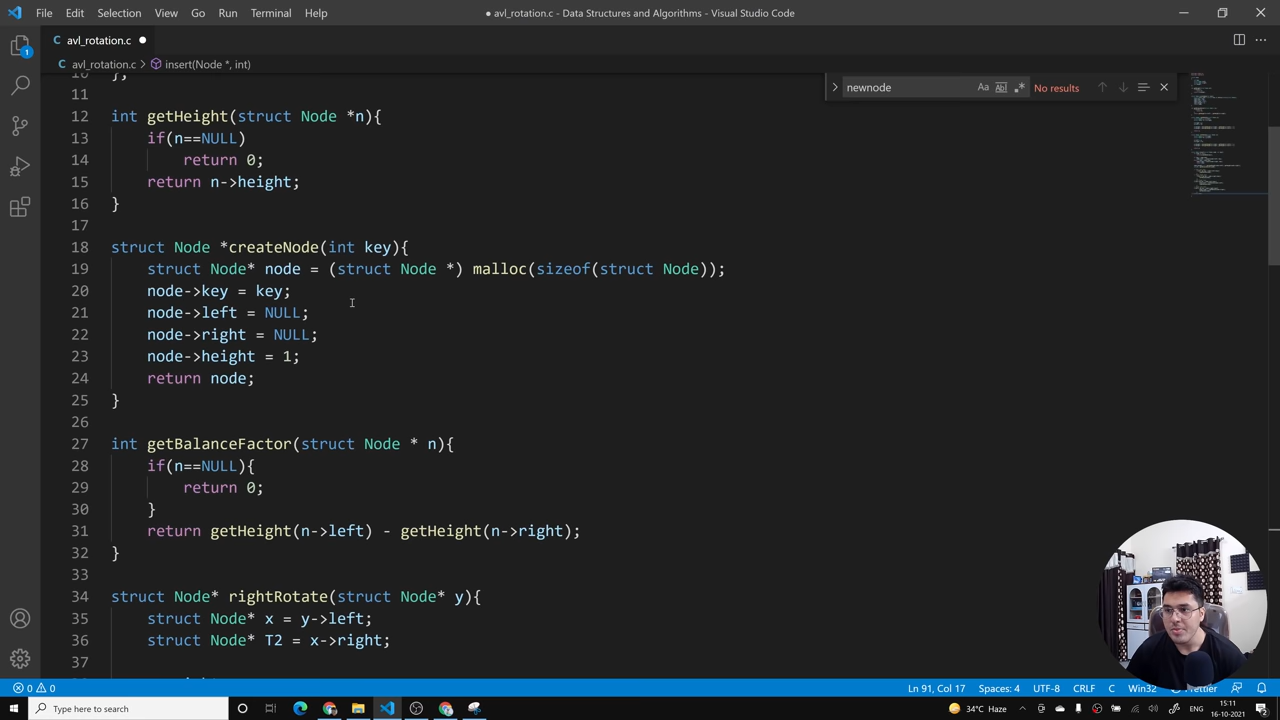 File Edit Selection View Go Run Terminal Help
● avl_rotation.c - Data Structures and Algorithms - Visual Studio Code
C avl_rotation.c ●
C avl_rotation.c > insert(Node *, int)
newnode Aa Ab .* No results
10 };
11
12 int getHeight(struct Node *n){
13 if(n==NULL)
14 return 0;
15 return n->height;
16 }
17
18 struct Node *createNode(int key){
19 struct Node* node = (struct Node *) malloc(sizeof(struct Node));
20 node->key = key;
21 node->left = NULL;
22 node->right = NULL;
23 node->height = 1;
24 return node;
25 }
26
27 int getBalanceFactor(struct Node * n){
28 if(n==NULL){
29 return 0;
30 }
31 return getHeight(n->left) - getHeight(n->right);
32 }
33
34 struct Node* rightRotate(struct Node* y){
35 struct Node* x = y->left;
36 struct Node* T2 = x->right;
37
1
0 0 Ln 91, Col 17 Spaces: 4 UTF-8 CRLF C Win32 Prettier
Type here to search 34°C Haze ENG 15:11
16-10-2021